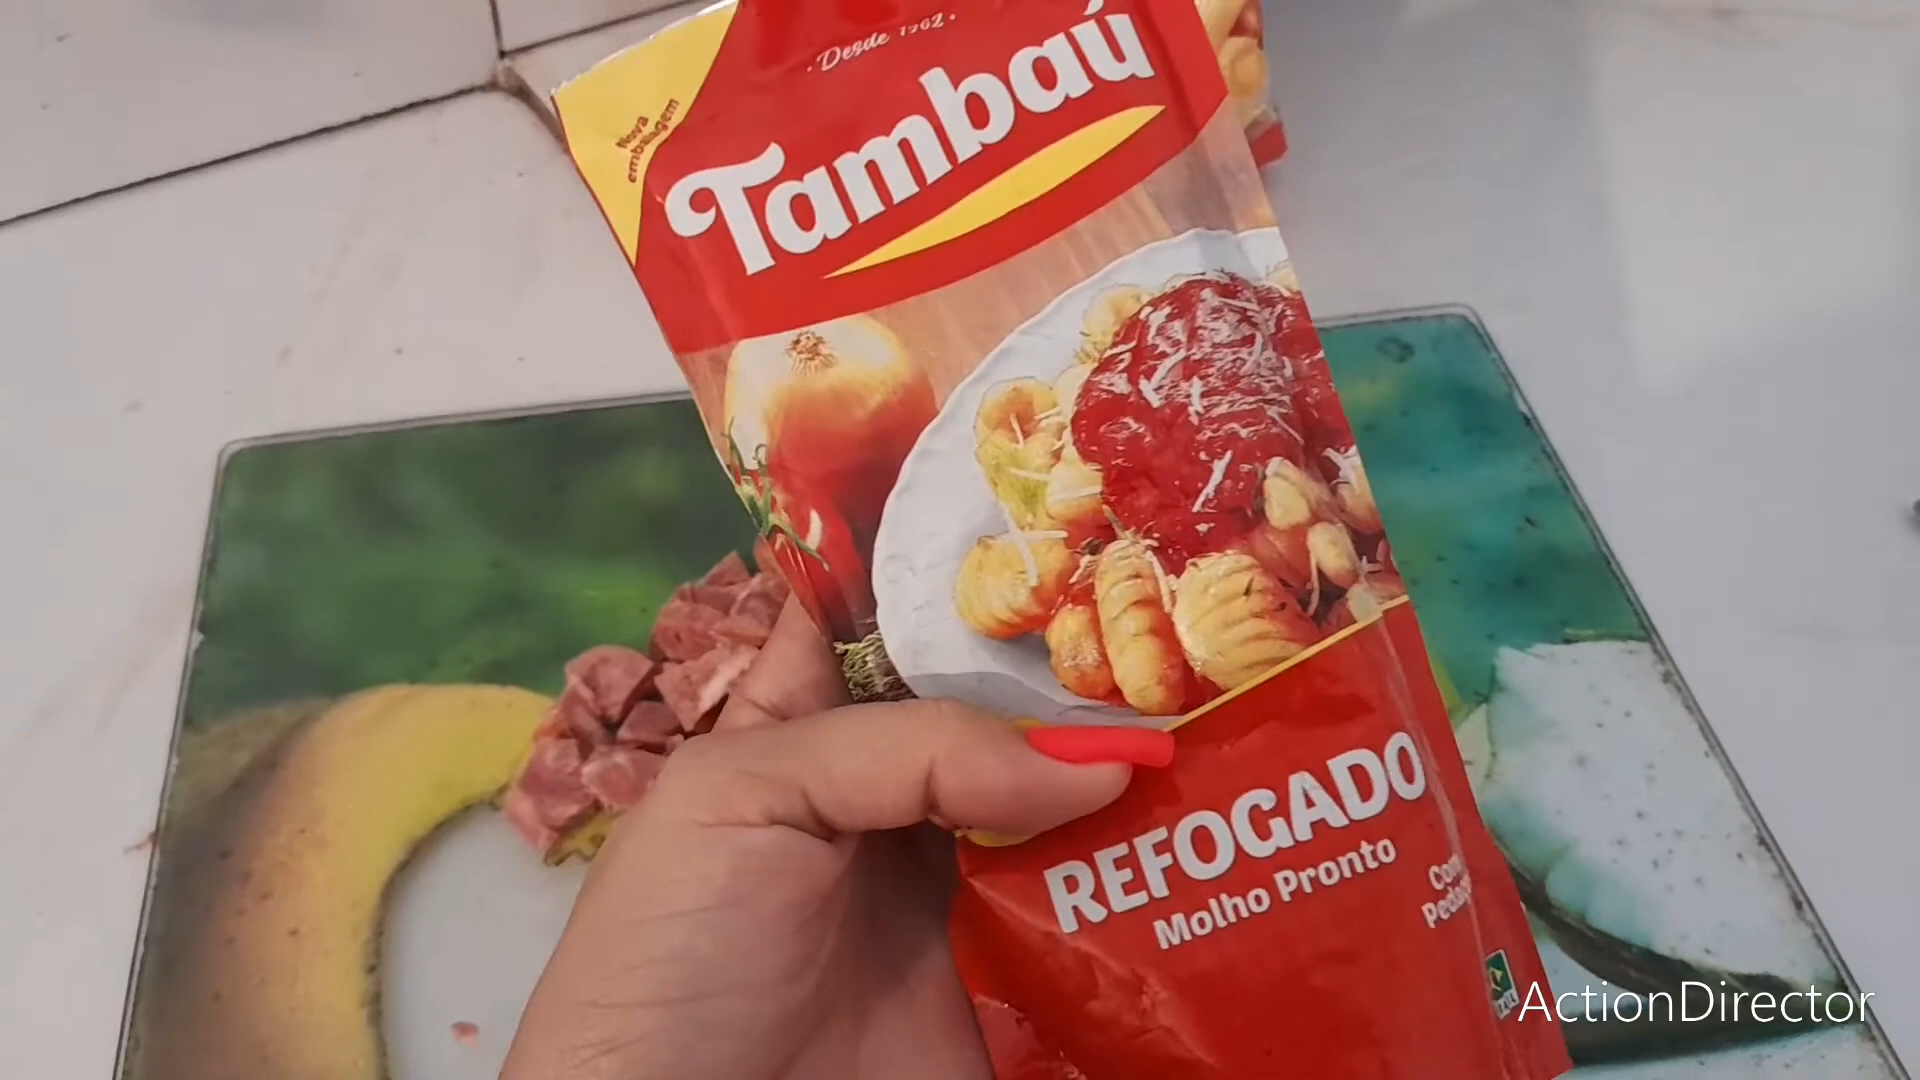 Desde 1962
Nova
embalagem
Tambaú
REFOGADO
Molho Pronto
ActionDirector